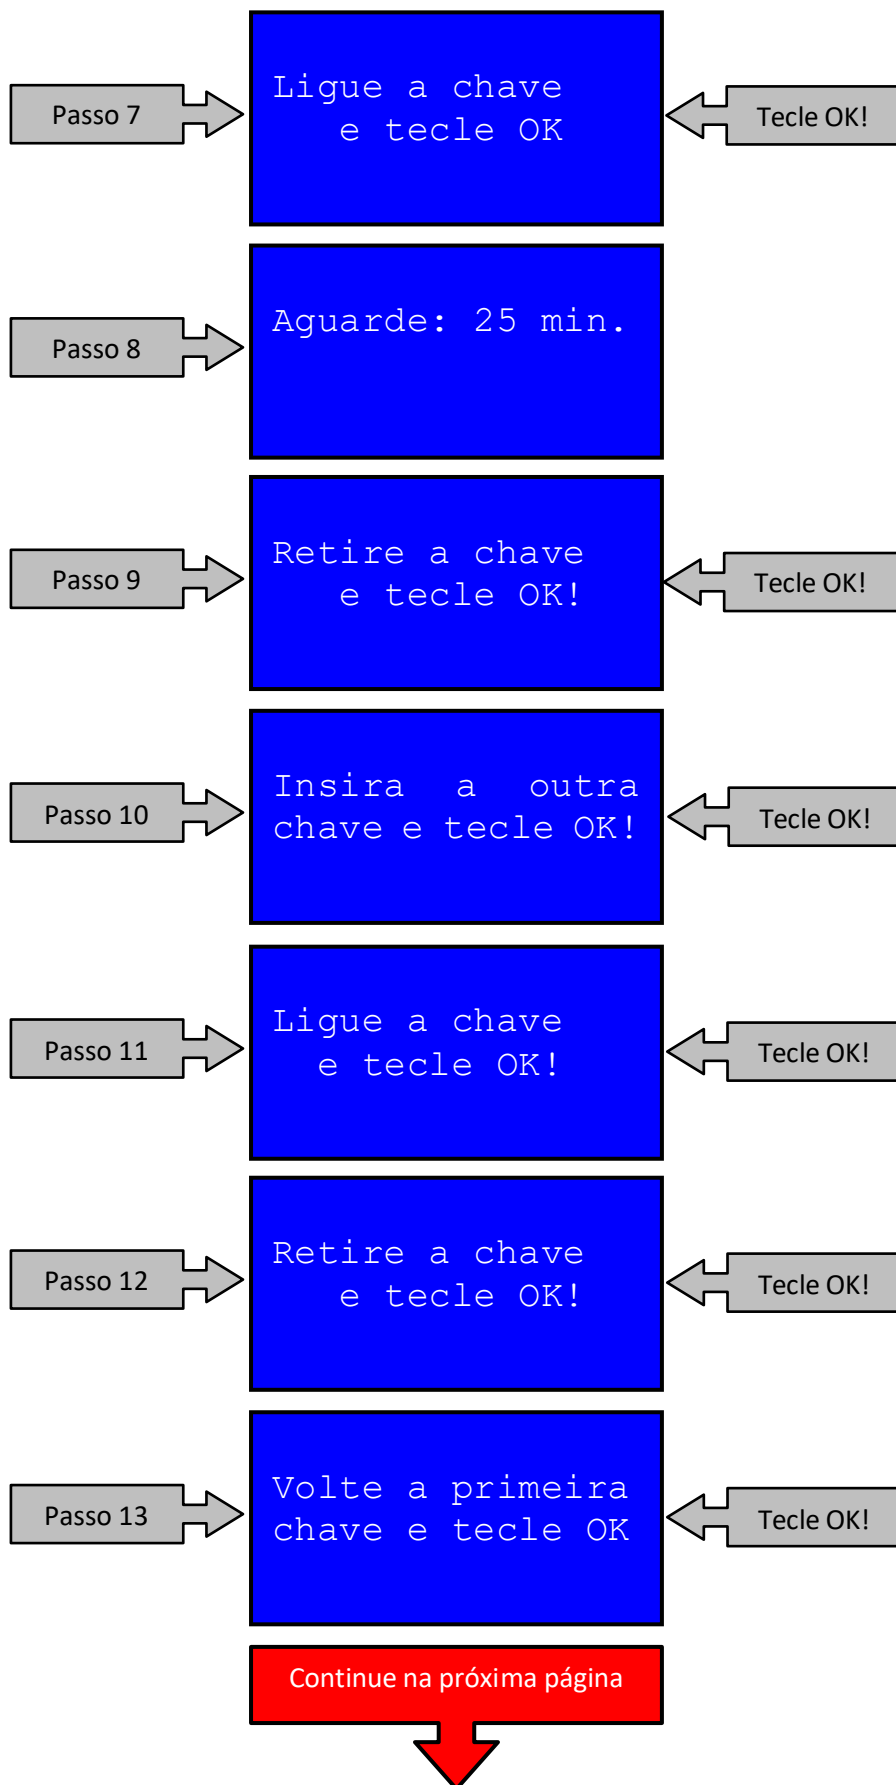 Passo 7
Ligue a chave
e tecle OK
Tecle OK!
Passo 8
Aguarde: 25 min.
Passo 9
Retire a chave
e tecle OK!
Tecle OK!
Passo 10
Insira a outra
chave e tecle OK!
Tecle OK!
Passo 11
Ligue a chave
e tecle OK!
Tecle OK!
Passo 12
Retire a chave
e tecle OK!
Tecle OK!
Passo 13
Volte a primeira
chave e tecle OK
Tecle OK!
Continue na próxima página